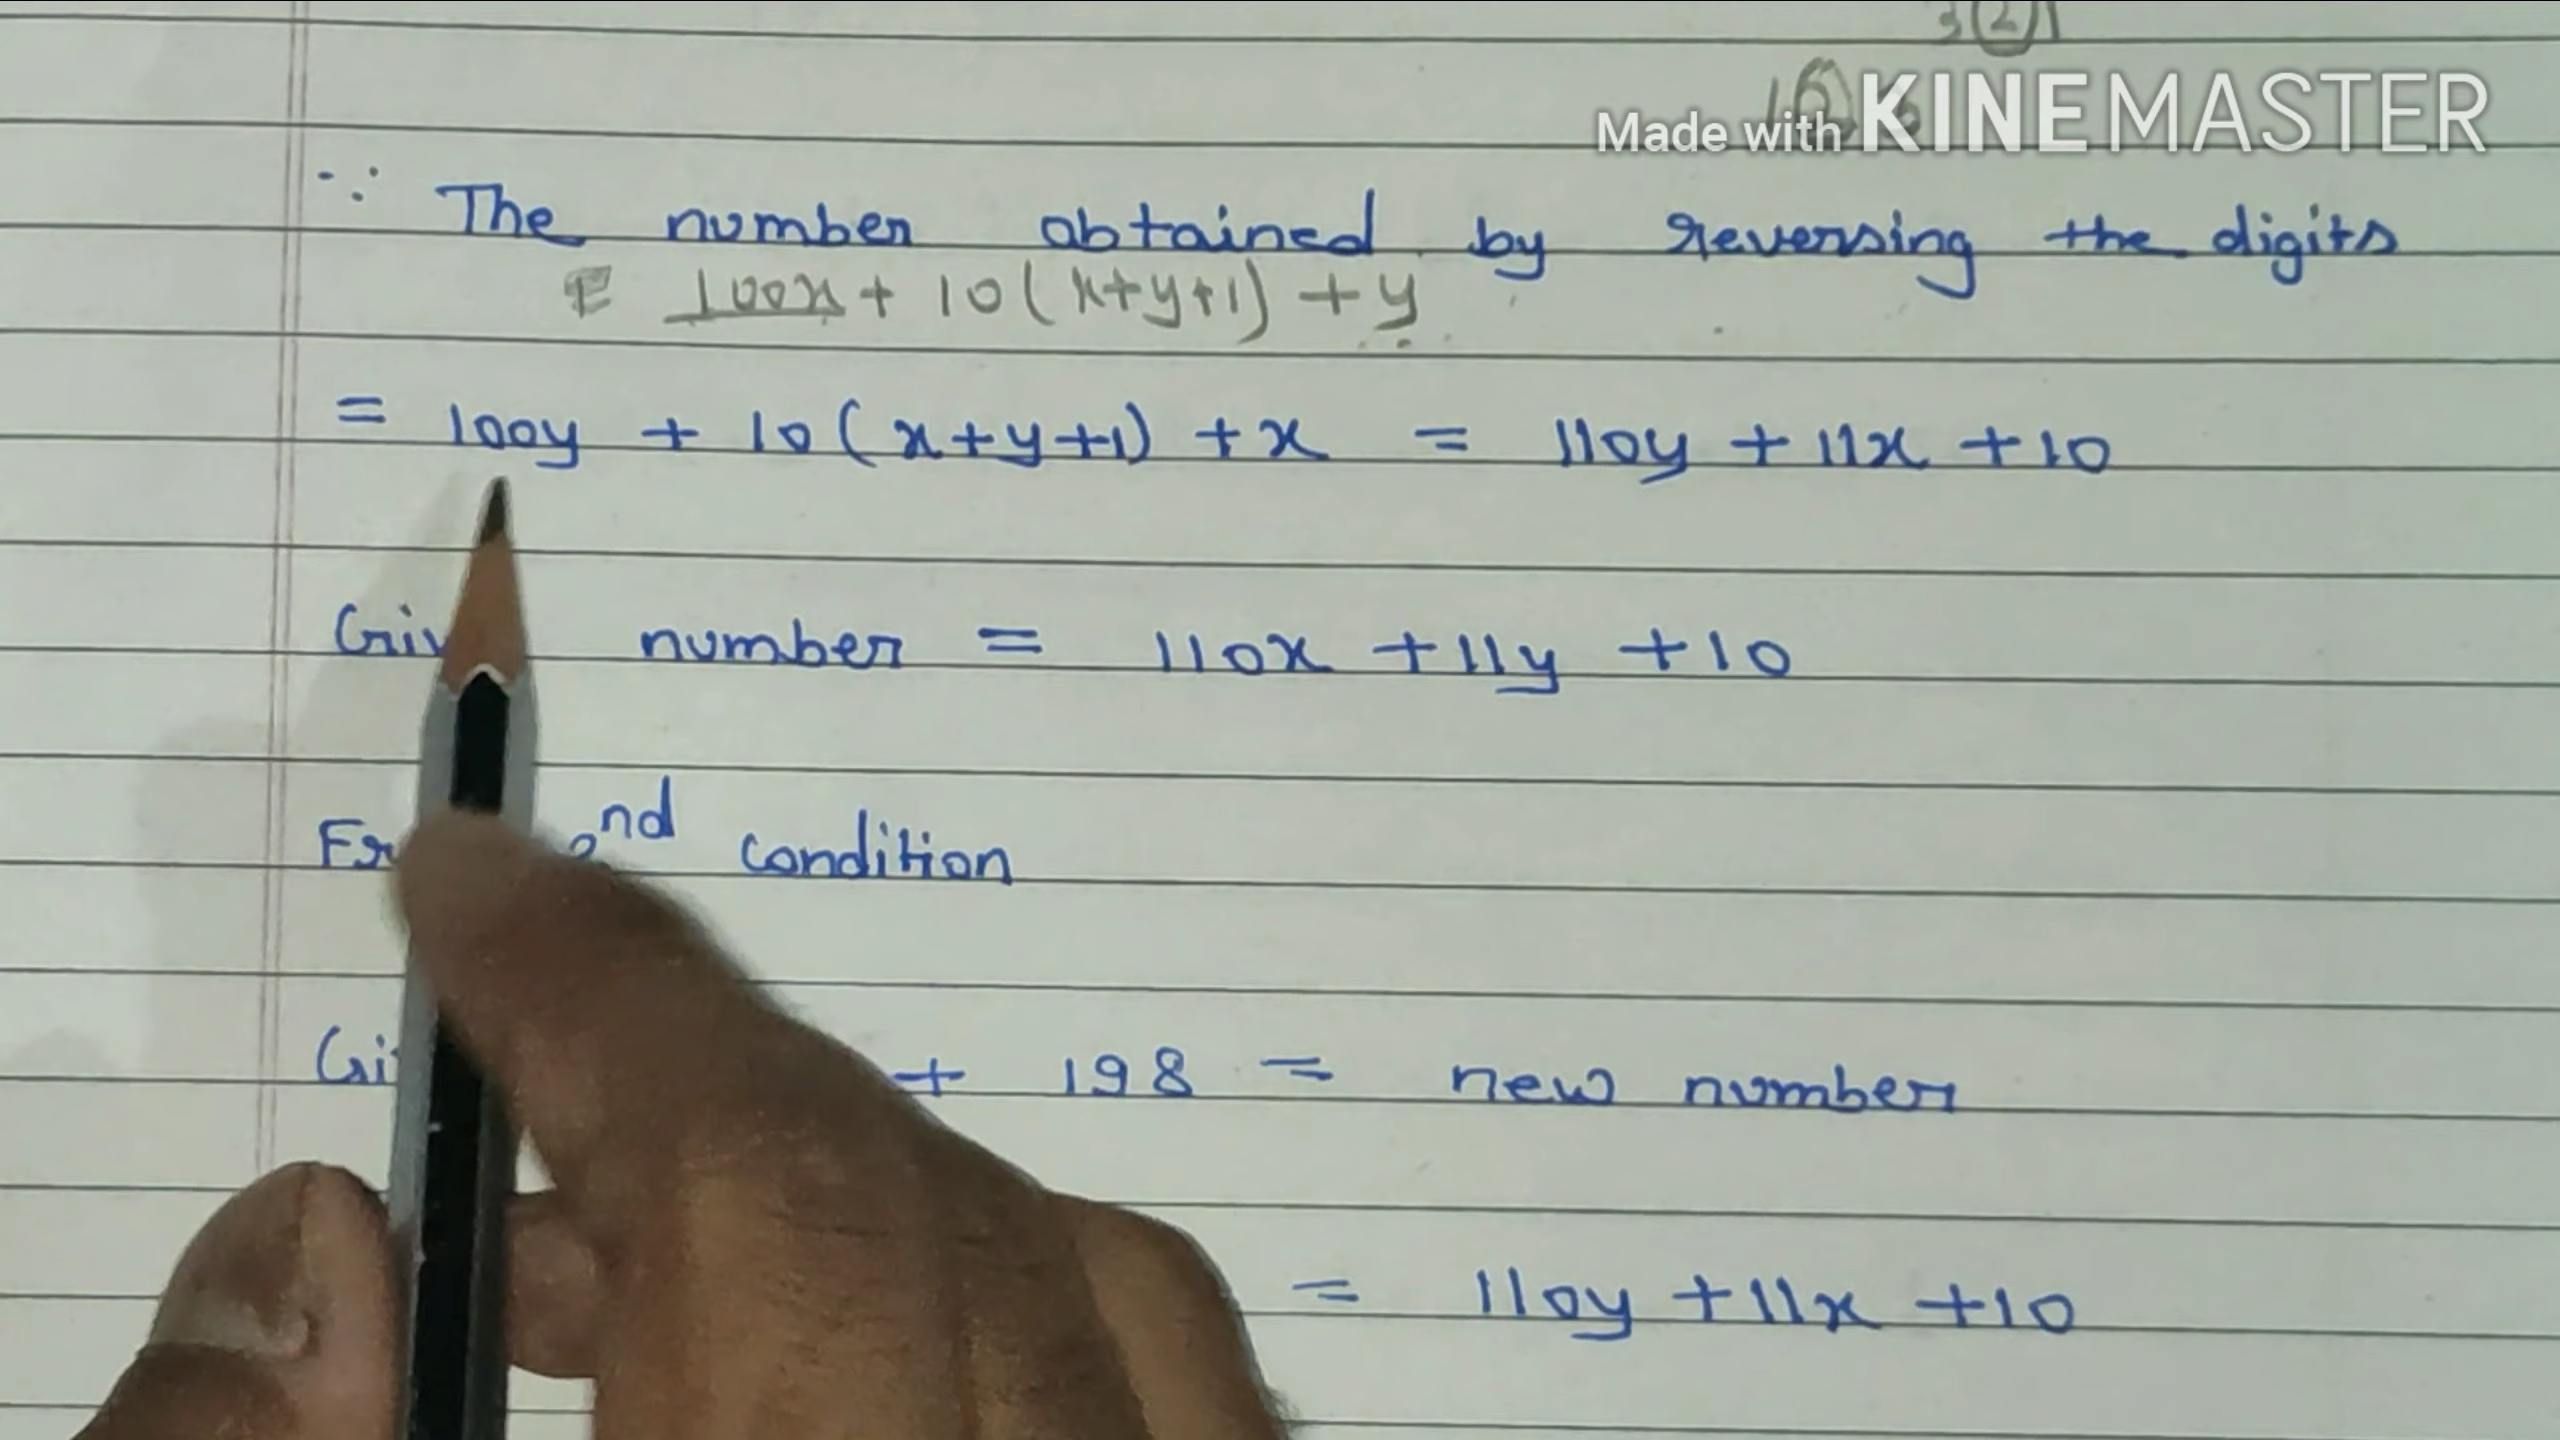 Made with KINEMASTER
∵ The number obtained by reversing the digits
100x + 10(x+y+1) + y
= 100y + 10(x+y+1) + x = 110y + 11x + 10
number = 110x + 11y + 10
nd condition
+ 198 = new number
= 110y + 11x + 10